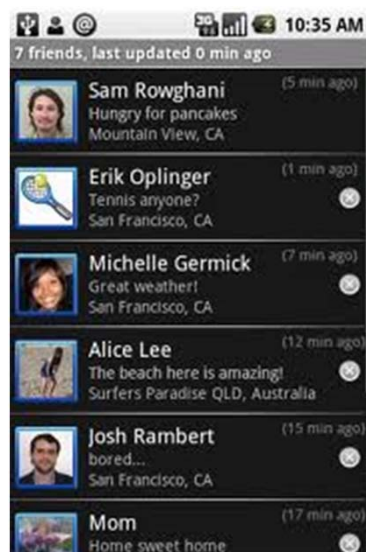 3G
10:35 AM
7 friends, last updated 0 min ago
Sam Rowghani
(5 min ago)
Hungry for pancakes
Mountain View, CA
Erik Oplinger
(1 min ago)
Tennis anyone?
San Francisco, CA
Michelle Germick
(7 min ago)
Great weather!
San Francisco, CA
Alice Lee
(12 min ago)
The beach here is amazing!
Surfers Paradise QLD, Australia
Josh Rambert
(15 min ago)
bored...
San Francisco, CA
Mom
(17 min ago)
Home sweet home